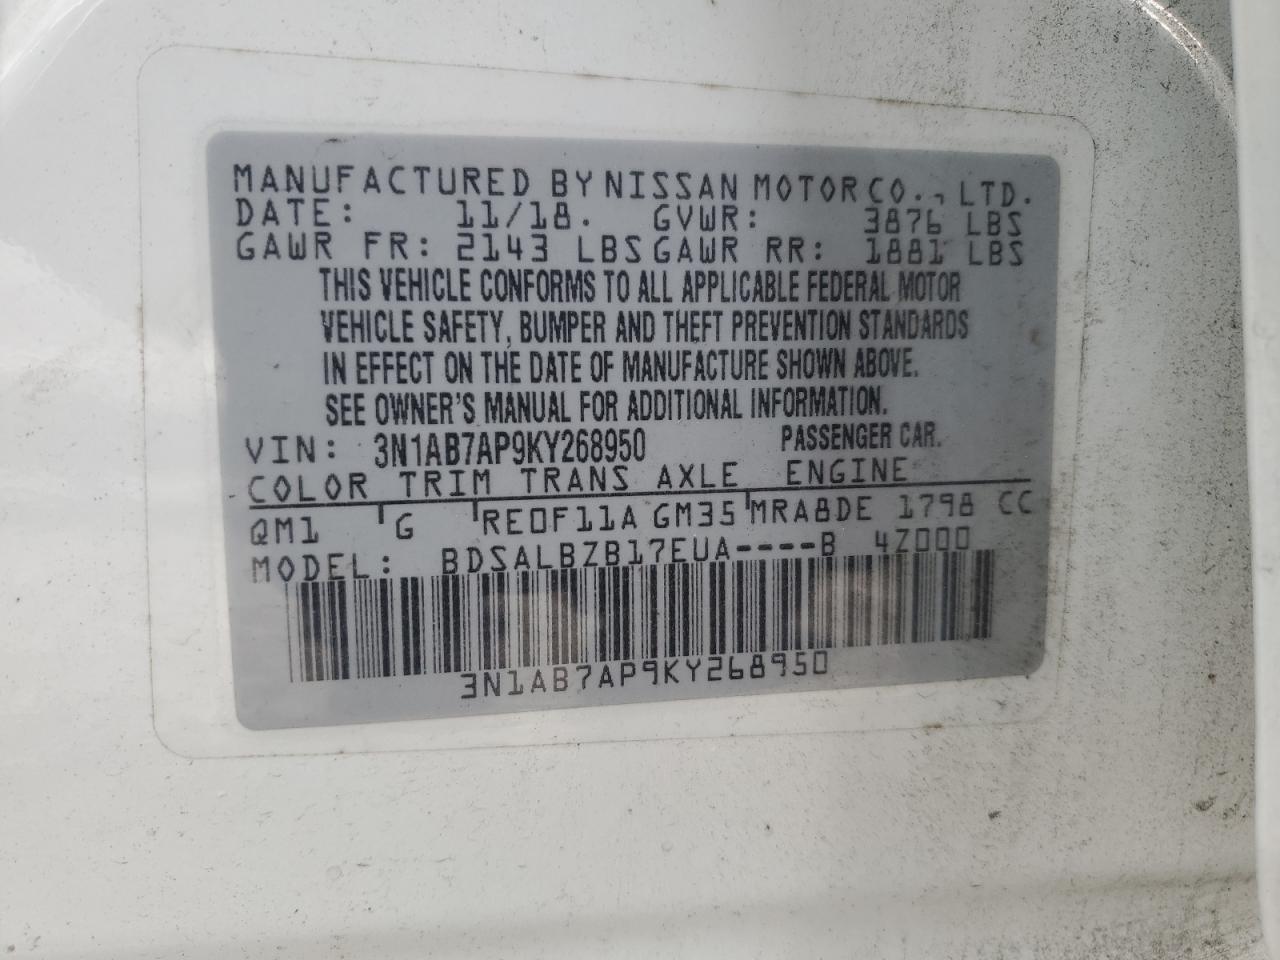 MANUFACTURED BY NISSAN MOTOR CO., LTD.
DATE: 11/18. GVWR: 3876 LBS
GAWR FR: 2143 LBS GAWR RR: 1881 LBS
THIS VEHICLE CONFORMS TO ALL APPLICABLE FEDERAL MOTOR
VEHICLE SAFETY, BUMPER AND THEFT PREVENTION STANDARDS
IN EFFECT ON THE DATE OF MANUFACTURE SHOWN ABOVE.
SEE OWNER'S MANUAL FOR ADDITIONAL INFORMATION.
VIN: 3N1AB7AP9KY268950 PASSENGER CAR.
COLOR TRIM TRANS AXLE ENGINE
QM1 G RE0F11A GM35 MRA8DE 1798 CC
MODEL: BDSALBZB17EUA----B 4Z000
3N1AB7AP9KY268950